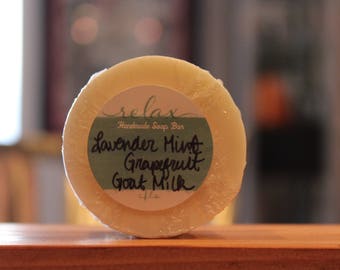 relax
Handmade Soap Bar
Lavender Mint
Grapefruit
Goat Milk